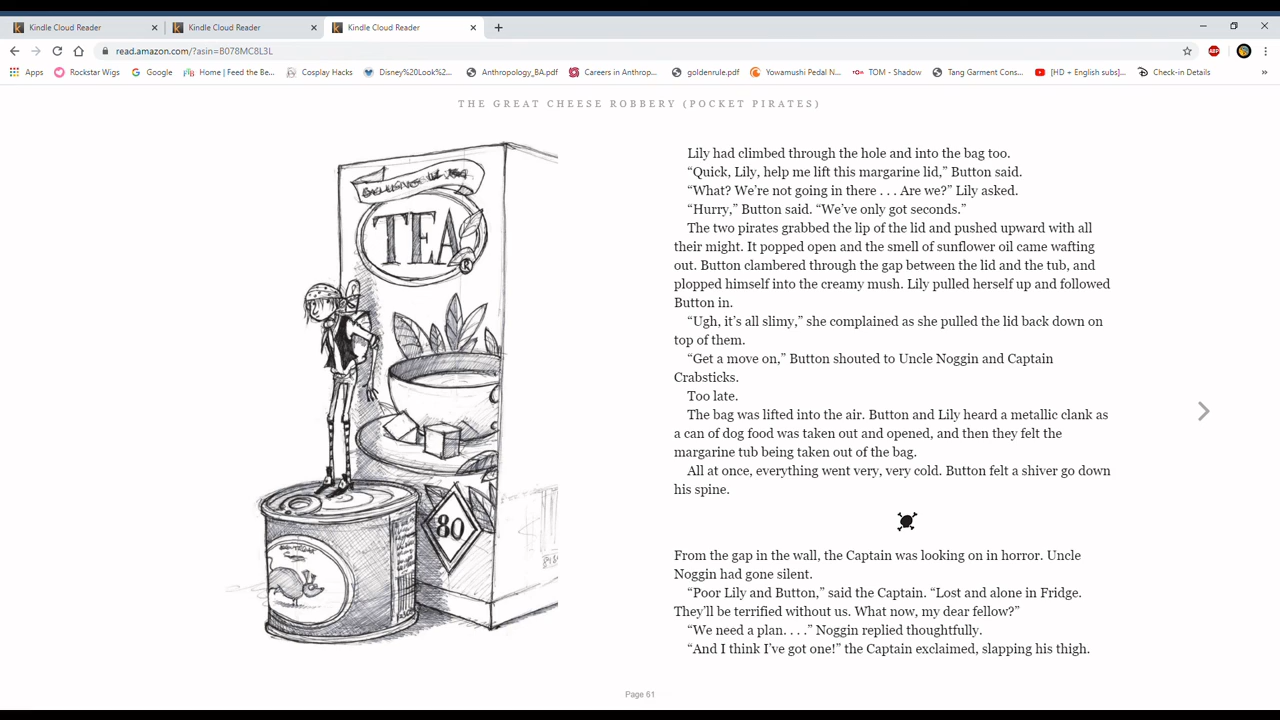 Kindle Cloud Reader
Kindle Cloud Reader
Kindle Cloud Reader
read.amazon.com/?asin=B078MC8L3L
Apps
Rockstar Wigs
Google
Home | Feed the Be...
Cosplay Hacks
Disney%20Look%2...
Anthropology_BA.pdf
Careers in Anthrop...
goldenrule.pdf
Yowamushi Pedal N...
TOM - Shadow
Tang Garment Cons...
[HD + English subs]...
Check-in Details
THE GREAT CHEESE ROBBERY (POCKET PIRATES)
TEA
R
80
Lily had climbed through the hole and into the bag too.
“Quick, Lily, help me lift this margarine lid,” Button said.
“What? We’re not going in there . . . Are we?” Lily asked.
“Hurry,” Button said. “We’ve only got seconds.”
The two pirates grabbed the lip of the lid and pushed upward with all
their might. It popped open and the smell of sunflower oil came wafting
out. Button clambered through the gap between the lid and the tub, and
plopped himself into the creamy mush. Lily pulled herself up and followed
Button in.
“Ugh, it’s all slimy,” she complained as she pulled the lid back down on
top of them.
“Get a move on,” Button shouted to Uncle Noggin and Captain
Crabsticks.
Too late.
The bag was lifted into the air. Button and Lily heard a metallic clank as
a can of dog food was taken out and opened, and then they felt the
margarine tub being taken out of the bag.
All at once, everything went very, very cold. Button felt a shiver go down
his spine.
From the gap in the wall, the Captain was looking on in horror. Uncle
Noggin had gone silent.
“Poor Lily and Button,” said the Captain. “Lost and alone in Fridge.
They’ll be terrified without us. What now, my dear fellow?”
“We need a plan. . . .” Noggin replied thoughtfully.
“And I think I’ve got one!” the Captain exclaimed, slapping his thigh.
Page 61